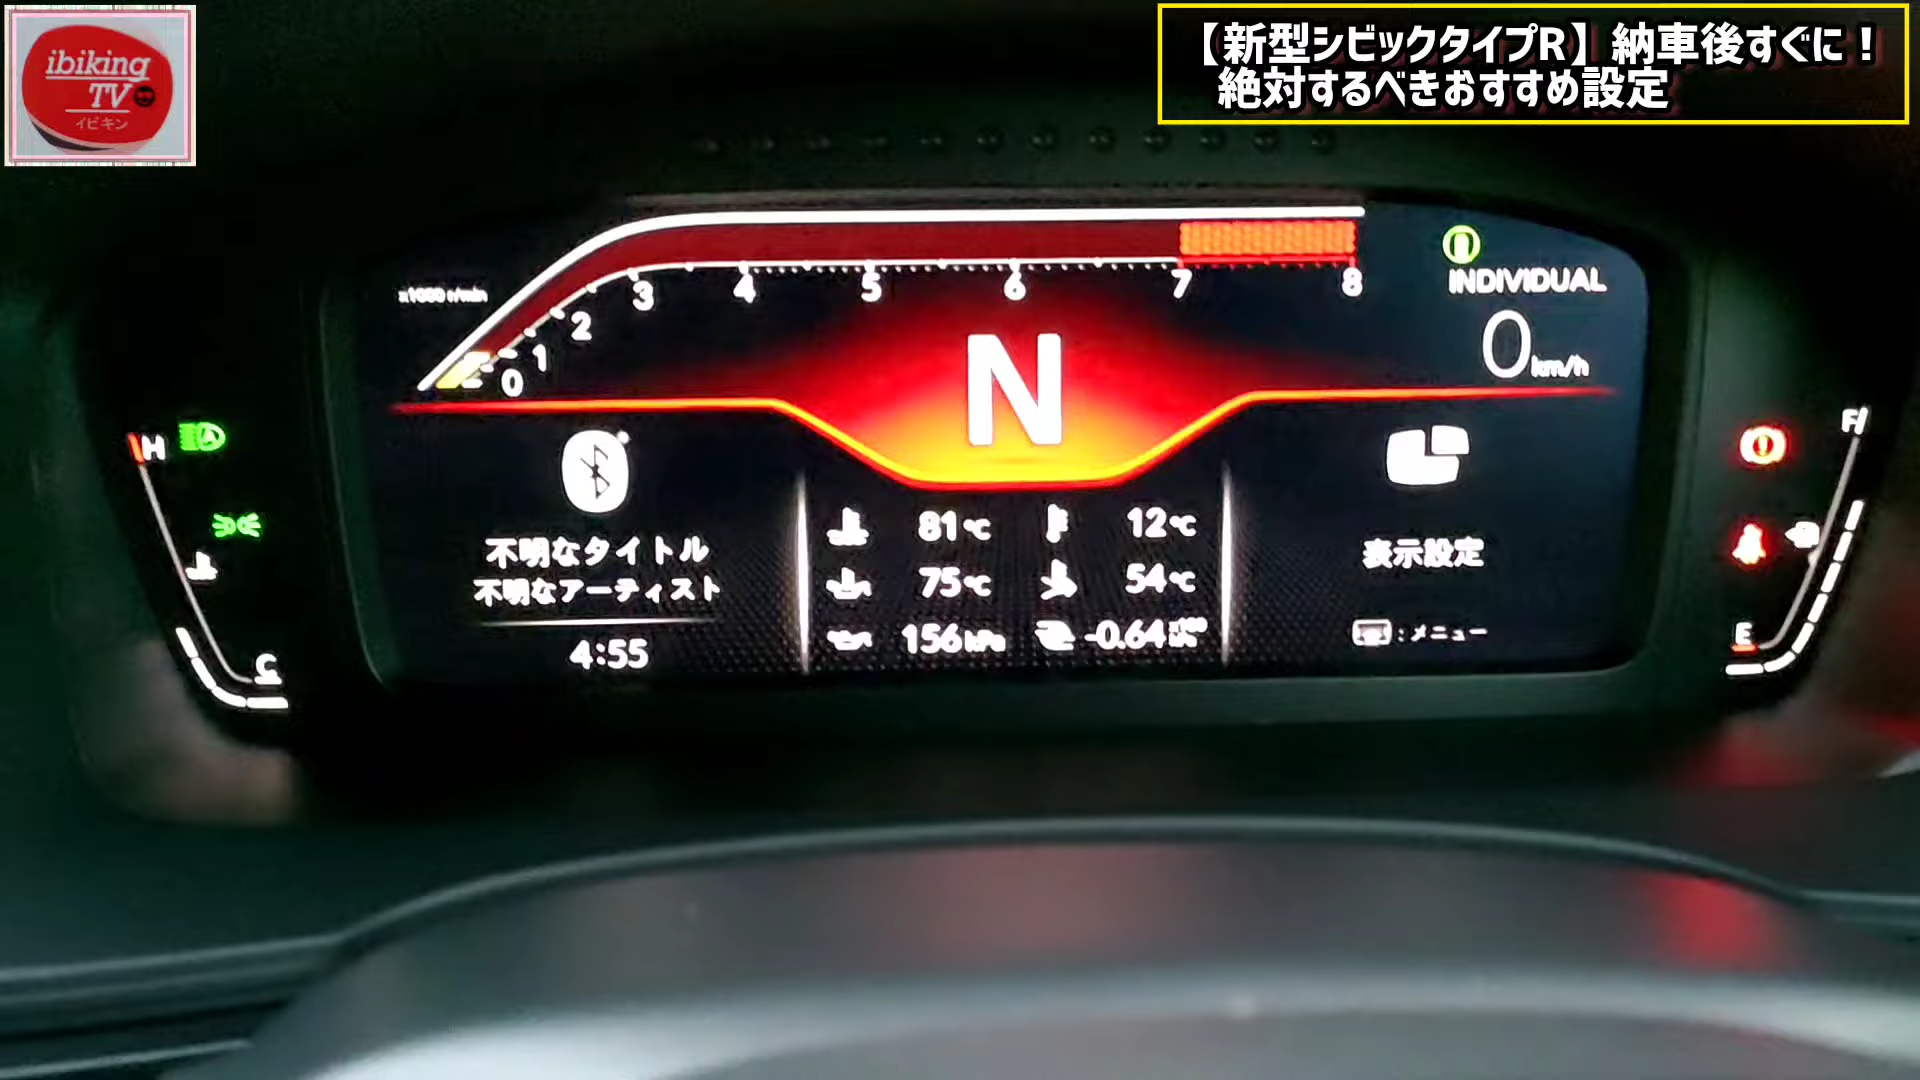 ibiking
TV
イビキン
【新型シビックタイプR】納車後すぐに！
絶対するべきおすすめ設定
x1000 r/min
0
1
2
3
4
5
6
7
8
INDIVIDUAL
0 km/h
N
H
C
F
E
不明なタイトル
不明なアーティスト
4:55
81℃
12℃
75℃
54℃
156kPa
-0.64
表示設定
：メニュー